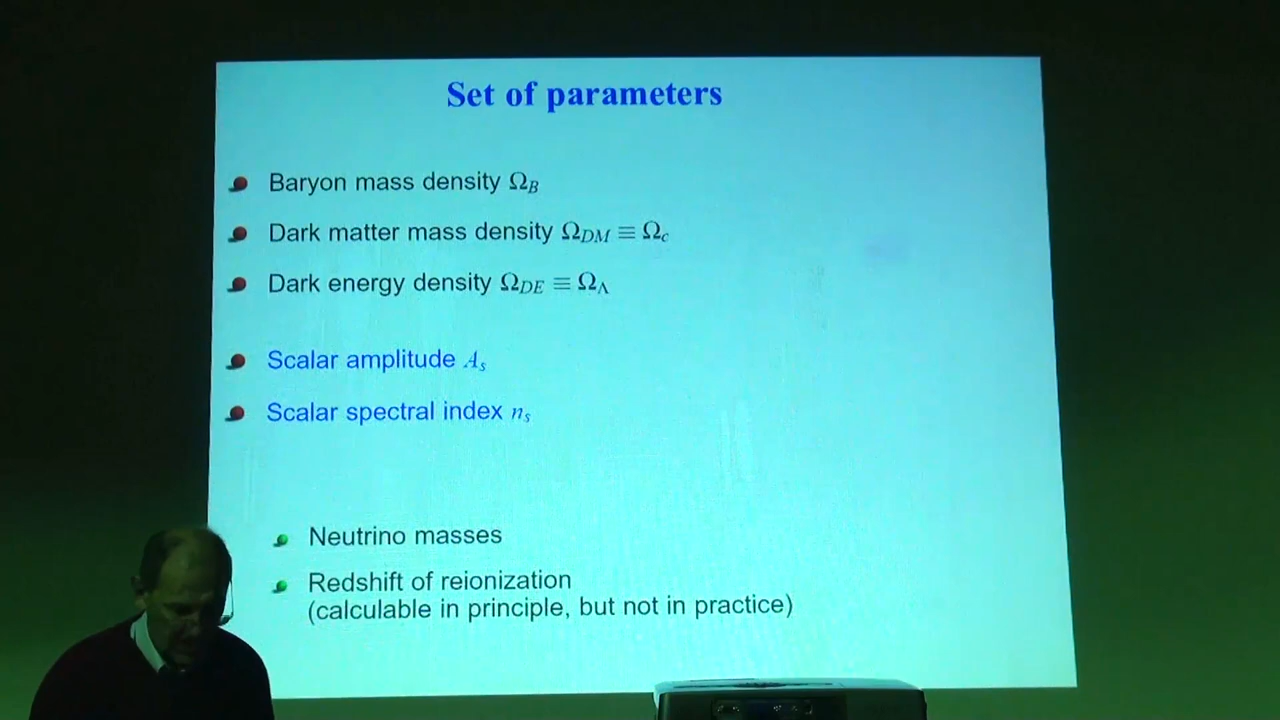 Set of parameters
Baryon mass density Ω_B
Dark matter mass density Ω_DM ≡ Ω_c
Dark energy density Ω_DE ≡ Ω_Λ
Scalar amplitude A_s
Scalar spectral index n_s
Neutrino masses
Redshift of reionization
(calculable in principle, but not in practice)